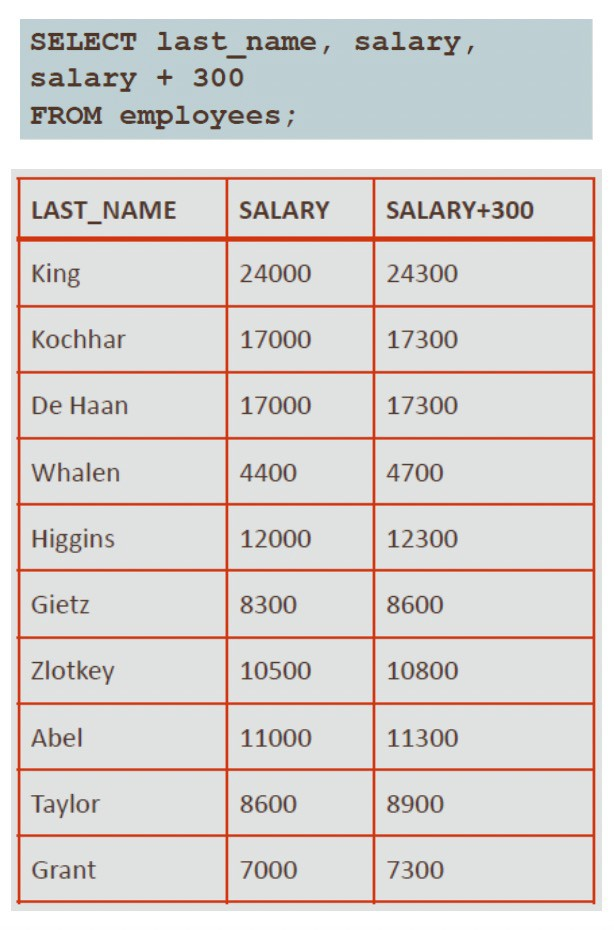 SELECT last_name, salary,
salary + 300
FROM employees;
LAST_NAME SALARY SALARY+300
King 24000 24300
Kochhar 17000 17300
De Haan 17000 17300
Whalen 4400 4700
Higgins 12000 12300
Gietz 8300 8600
Zlotkey 10500 10800
Abel 11000 11300
Taylor 8600 8900
Grant 7000 7300